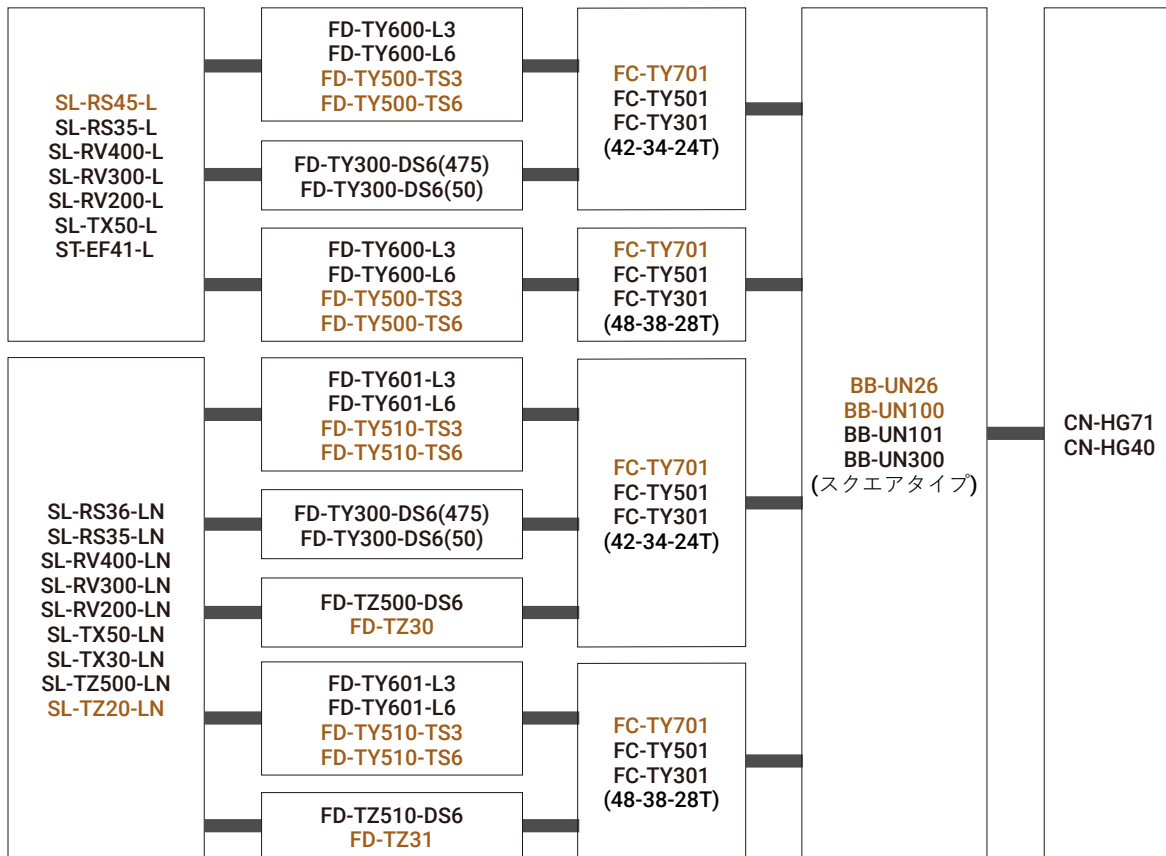 SL-RS45-L
SL-RS35-L
SL-RV400-L
SL-RV300-L
SL-RV200-L
SL-TX50-L
ST-EF41-L
FD-TY600-L3
FD-TY600-L6
FD-TY500-TS3
FD-TY500-TS6
FD-TY300-DS6(475)
FD-TY300-DS6(50)
FC-TY701
FC-TY501
FC-TY301
(42-34-24T)
FD-TY600-L3
FD-TY600-L6
FD-TY500-TS3
FD-TY500-TS6
FC-TY701
FC-TY501
FC-TY301
(48-38-28T)
SL-RS36-LN
SL-RS35-LN
SL-RV400-LN
SL-RV300-LN
SL-RV200-LN
SL-TX50-LN
SL-TX30-LN
SL-TZ500-LN
SL-TZ20-LN
FD-TY601-L3
FD-TY601-L6
FD-TY510-TS3
FD-TY510-TS6
FD-TY300-DS6(475)
FD-TY300-DS6(50)
FD-TZ500-DS6
FD-TZ30
FC-TY701
FC-TY501
FC-TY301
(42-34-24T)
FD-TY601-L3
FD-TY601-L6
FD-TY510-TS3
FD-TY510-TS6
FD-TZ510-DS6
FD-TZ31
FC-TY701
FC-TY501
FC-TY301
(48-38-28T)
BB-UN26
BB-UN100
BB-UN101
BB-UN300
(スクエアタイプ)
CN-HG71
CN-HG40